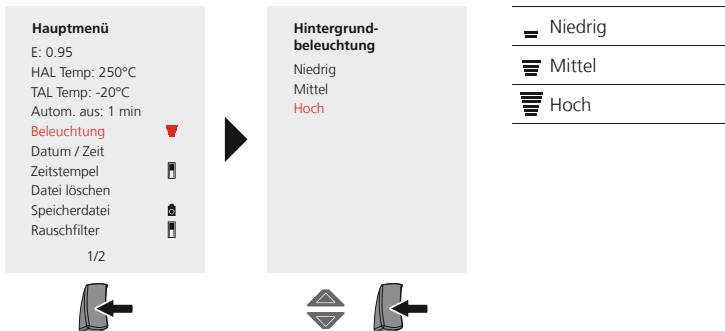 Hauptmenü
E: 0.95
HAL Temp: 250°C
TAL Temp: -20°C
Autom. aus: 1 min
Beleuchtung
Datum / Zeit
Zeitstempel
Datei löschen
Speicherdatei
Rauschfilter
1/2
Hintergrund-
beleuchtung
Niedrig
Mittel
Hoch
Niedrig
Mittel
Hoch